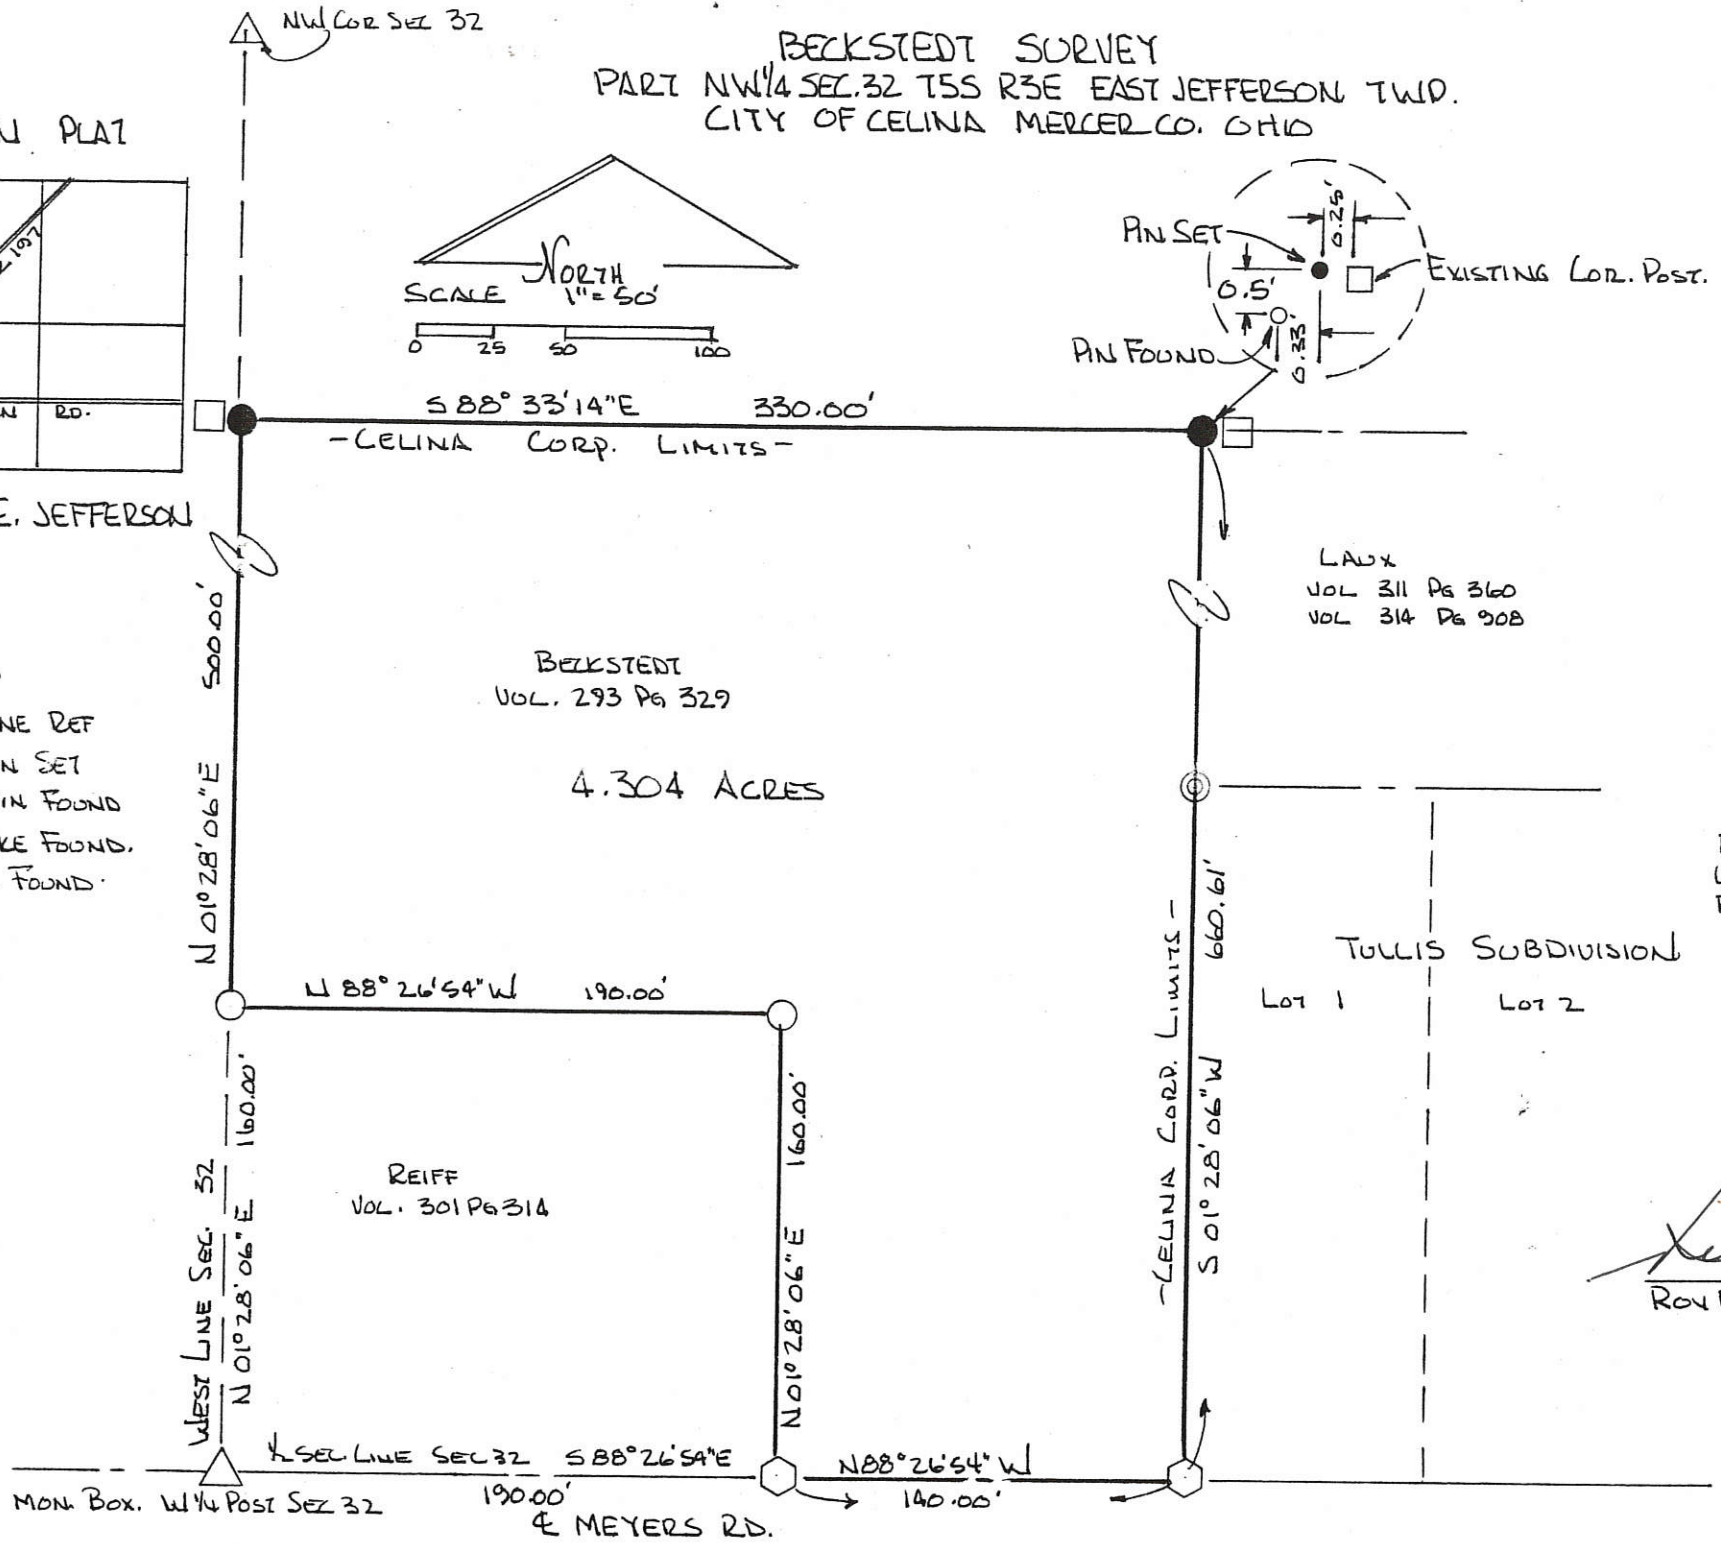 NW COR SEC 32
BECKSTEDT SURVEY
PART NW 1/4 SEC. 32 T5S R3E EAST JEFFERSON TWP.
CITY OF CELINA MERCER CO. OHIO
PLAT
197
RD.
E. JEFFERSON
NORTH
SCALE 1"=50'
0 25 50 100
PIN SET
0.25'
EXISTING COR. POST.
0.5'
PIN FOUND
0.33'
S 88° 33' 14" E 330.00'
-CELINA CORP. LIMITS-
LAUX
VOL 311 PG 360
VOL 314 PG 908
500.00'
N 01° 28' 06" E
BECKSTEDT
VOL. 293 PG 329
4.304 ACRES
REF
SET
FOUND
FOUND.
FOUND.
660.61'
S 01° 28' 06" W
-CELINA CORP. LIMITS-
TULLIS SUBDIVISION
LOT 1 LOT 2
N 88° 26' 54" W 190.00'
160.00'
N 01° 28' 06" E
WEST LINE SEC. 32
REIFF
VOL. 301 PG 314
160.00'
N 01° 28' 06" E
ROY
1/2 SEC. LINE SEC 32 S 88° 26' 54" E
190.00'
N 88° 26' 54" W
140.00'
MON. BOX. W 1/4 POST SEC 32
℄ MEYERS RD.